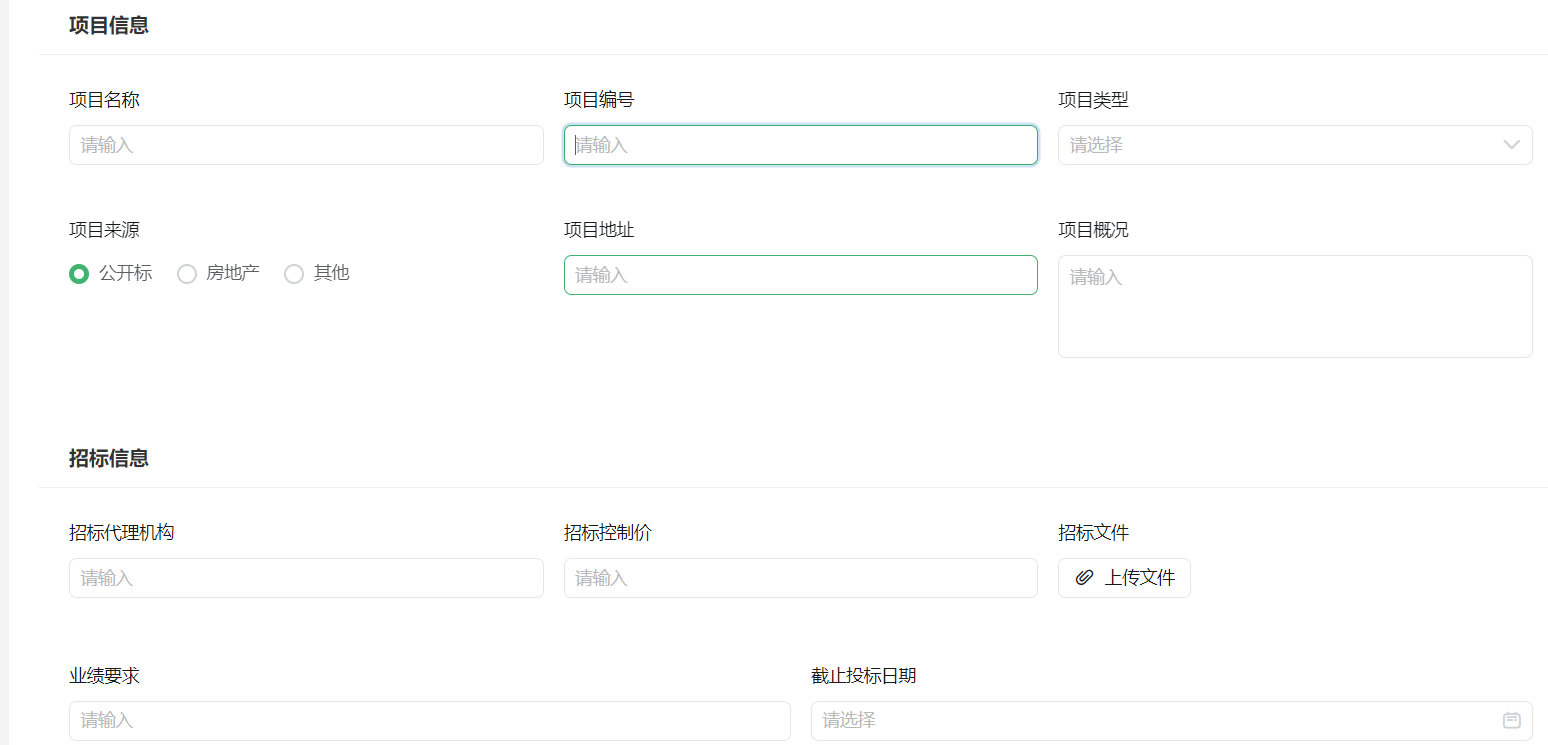 项目信息
项目名称 项目编号 项目类型
请输入 请输入 请选择
项目来源 项目地址 项目概况
公开标 房地产 其他 请输入 请输入
招标信息
招标代理机构 招标控制价 招标文件
请输入 请输入 上传文件
业绩要求 截止投标日期
请输入 请选择